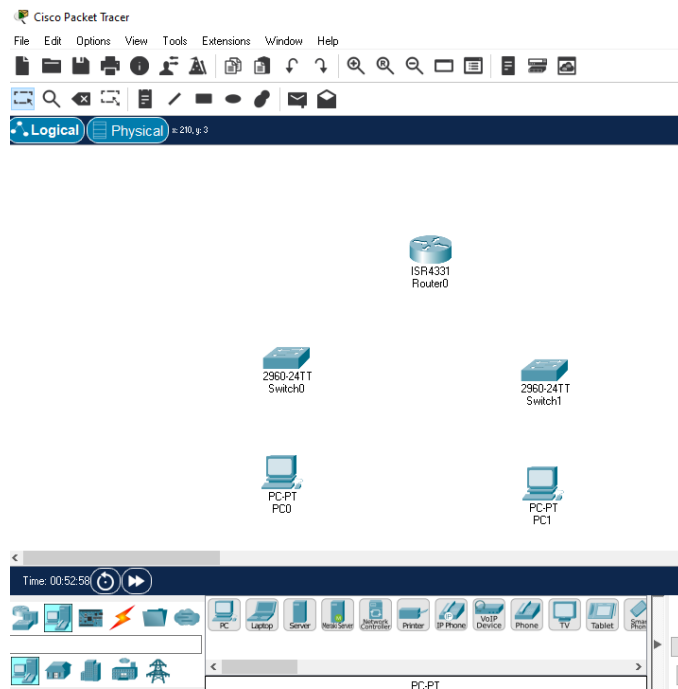 Cisco Packet Tracer
File Edit Options View Tools Extensions Window Help
Logical Physical x: 210, y: 3
ISR4331
Router0
2960-24TT
Switch0
2960-24TT
Switch1
PC-PT
PC0
PC-PT
PC1
Time: 00:52:58
PC Laptop Server Meraki Server Network Controller Printer IP Phone VoIP Device Phone TV Tablet Smart Phone
PC-PT